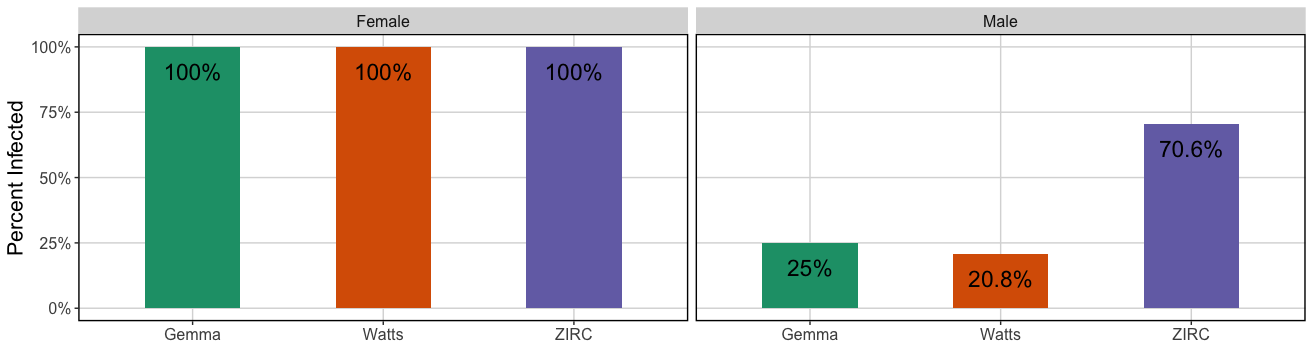 Female
Male
Percent Infected
100%
75%
50%
25%
0%
100%
100%
100%
25%
20.8%
70.6%
Gemma
Watts
ZIRC
Gemma
Watts
ZIRC